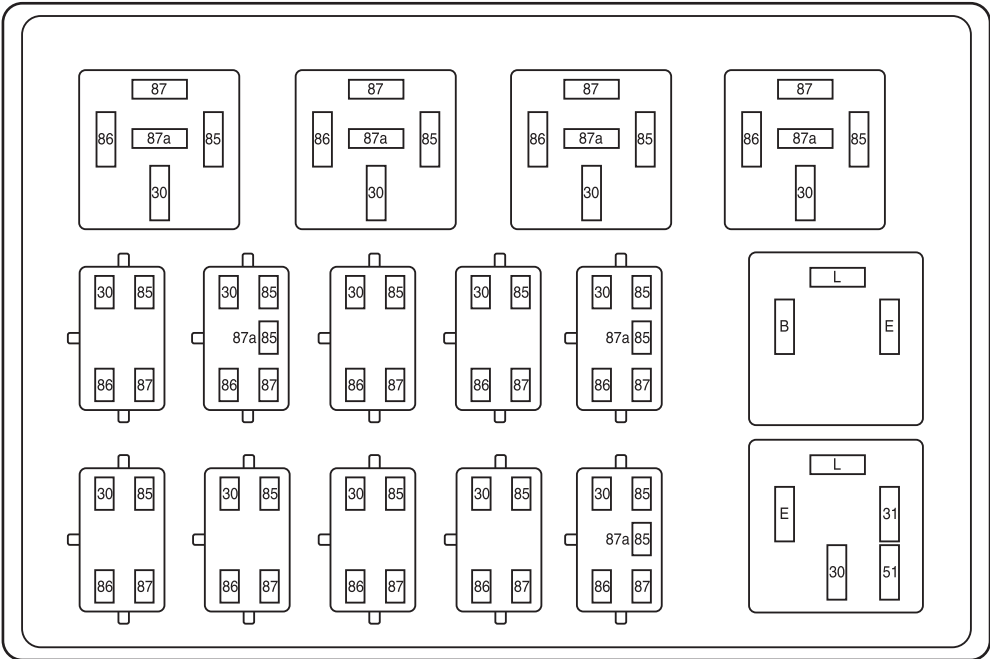 87 87 87 87
86 87a 85 86 87a 85 86 87a 85 86 87a 85
30 30 30 30
30 85 30 85 30 85 30 85 30 85 L
87a 85 87a 85 B E
86 87 86 87 86 87 86 87 86 87
L
30 85 30 85 30 85 30 85 30 85
87a 85 E 31
86 87 86 87 86 87 86 87 86 87 30 51